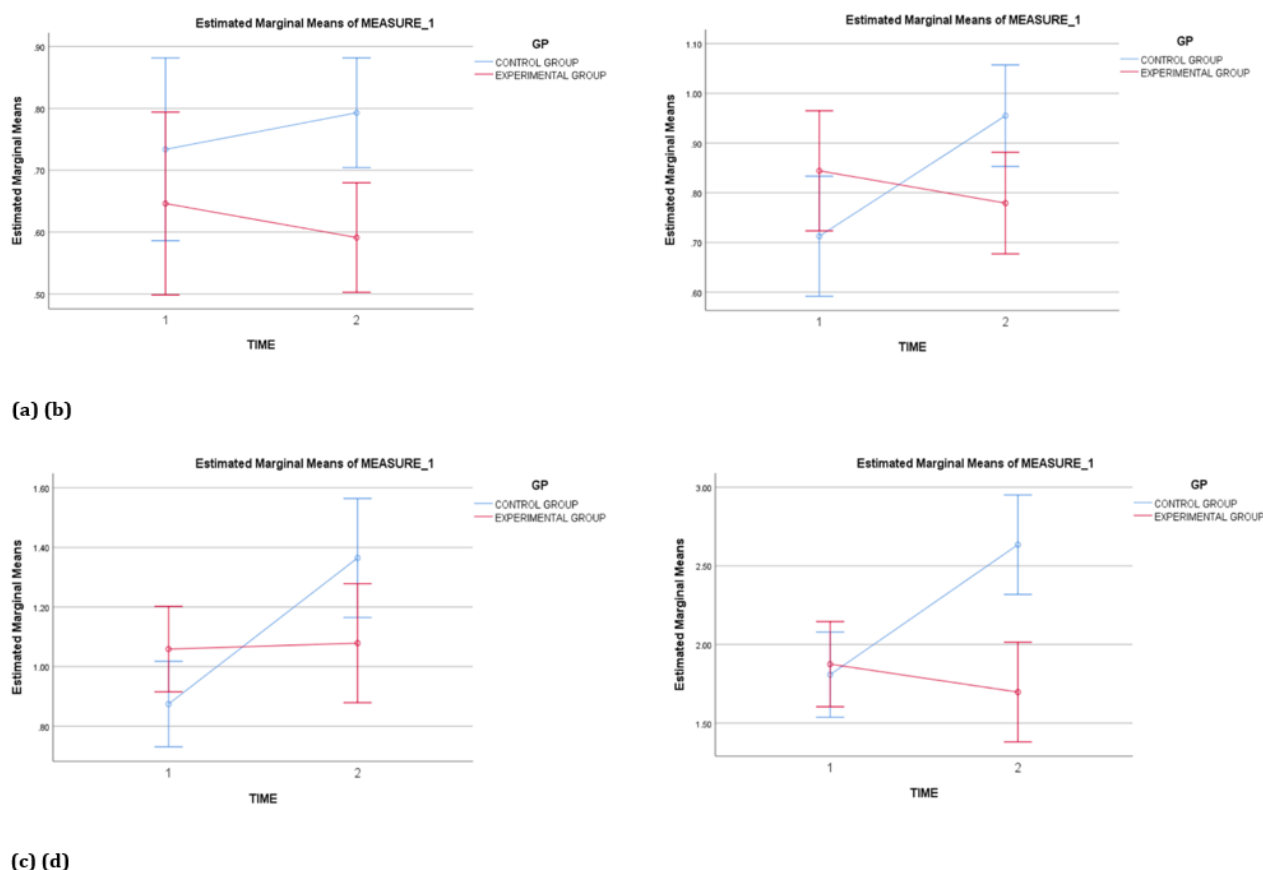 Estimated Marginal Means of MEASURE_1
GP
CONTROL GROUP
EXPERIMENTAL GROUP
Estimated Marginal Means
.90
.80
.70
.60
.50
1
2
TIME
Estimated Marginal Means of MEASURE_1
GP
CONTROL GROUP
EXPERIMENTAL GROUP
Estimated Marginal Means
1.10
1.00
.90
.80
.70
.60
1
2
TIME
(a) (b)
Estimated Marginal Means of MEASURE_1
GP
CONTROL GROUP
EXPERIMENTAL GROUP
Estimated Marginal Means
1.60
1.40
1.20
1.00
.80
1
2
TIME
Estimated Marginal Means of MEASURE_1
GP
CONTROL GROUP
EXPERIMENTAL GROUP
Estimated Marginal Means
3.00
2.50
2.00
1.50
1
2
TIME
(c) (d)